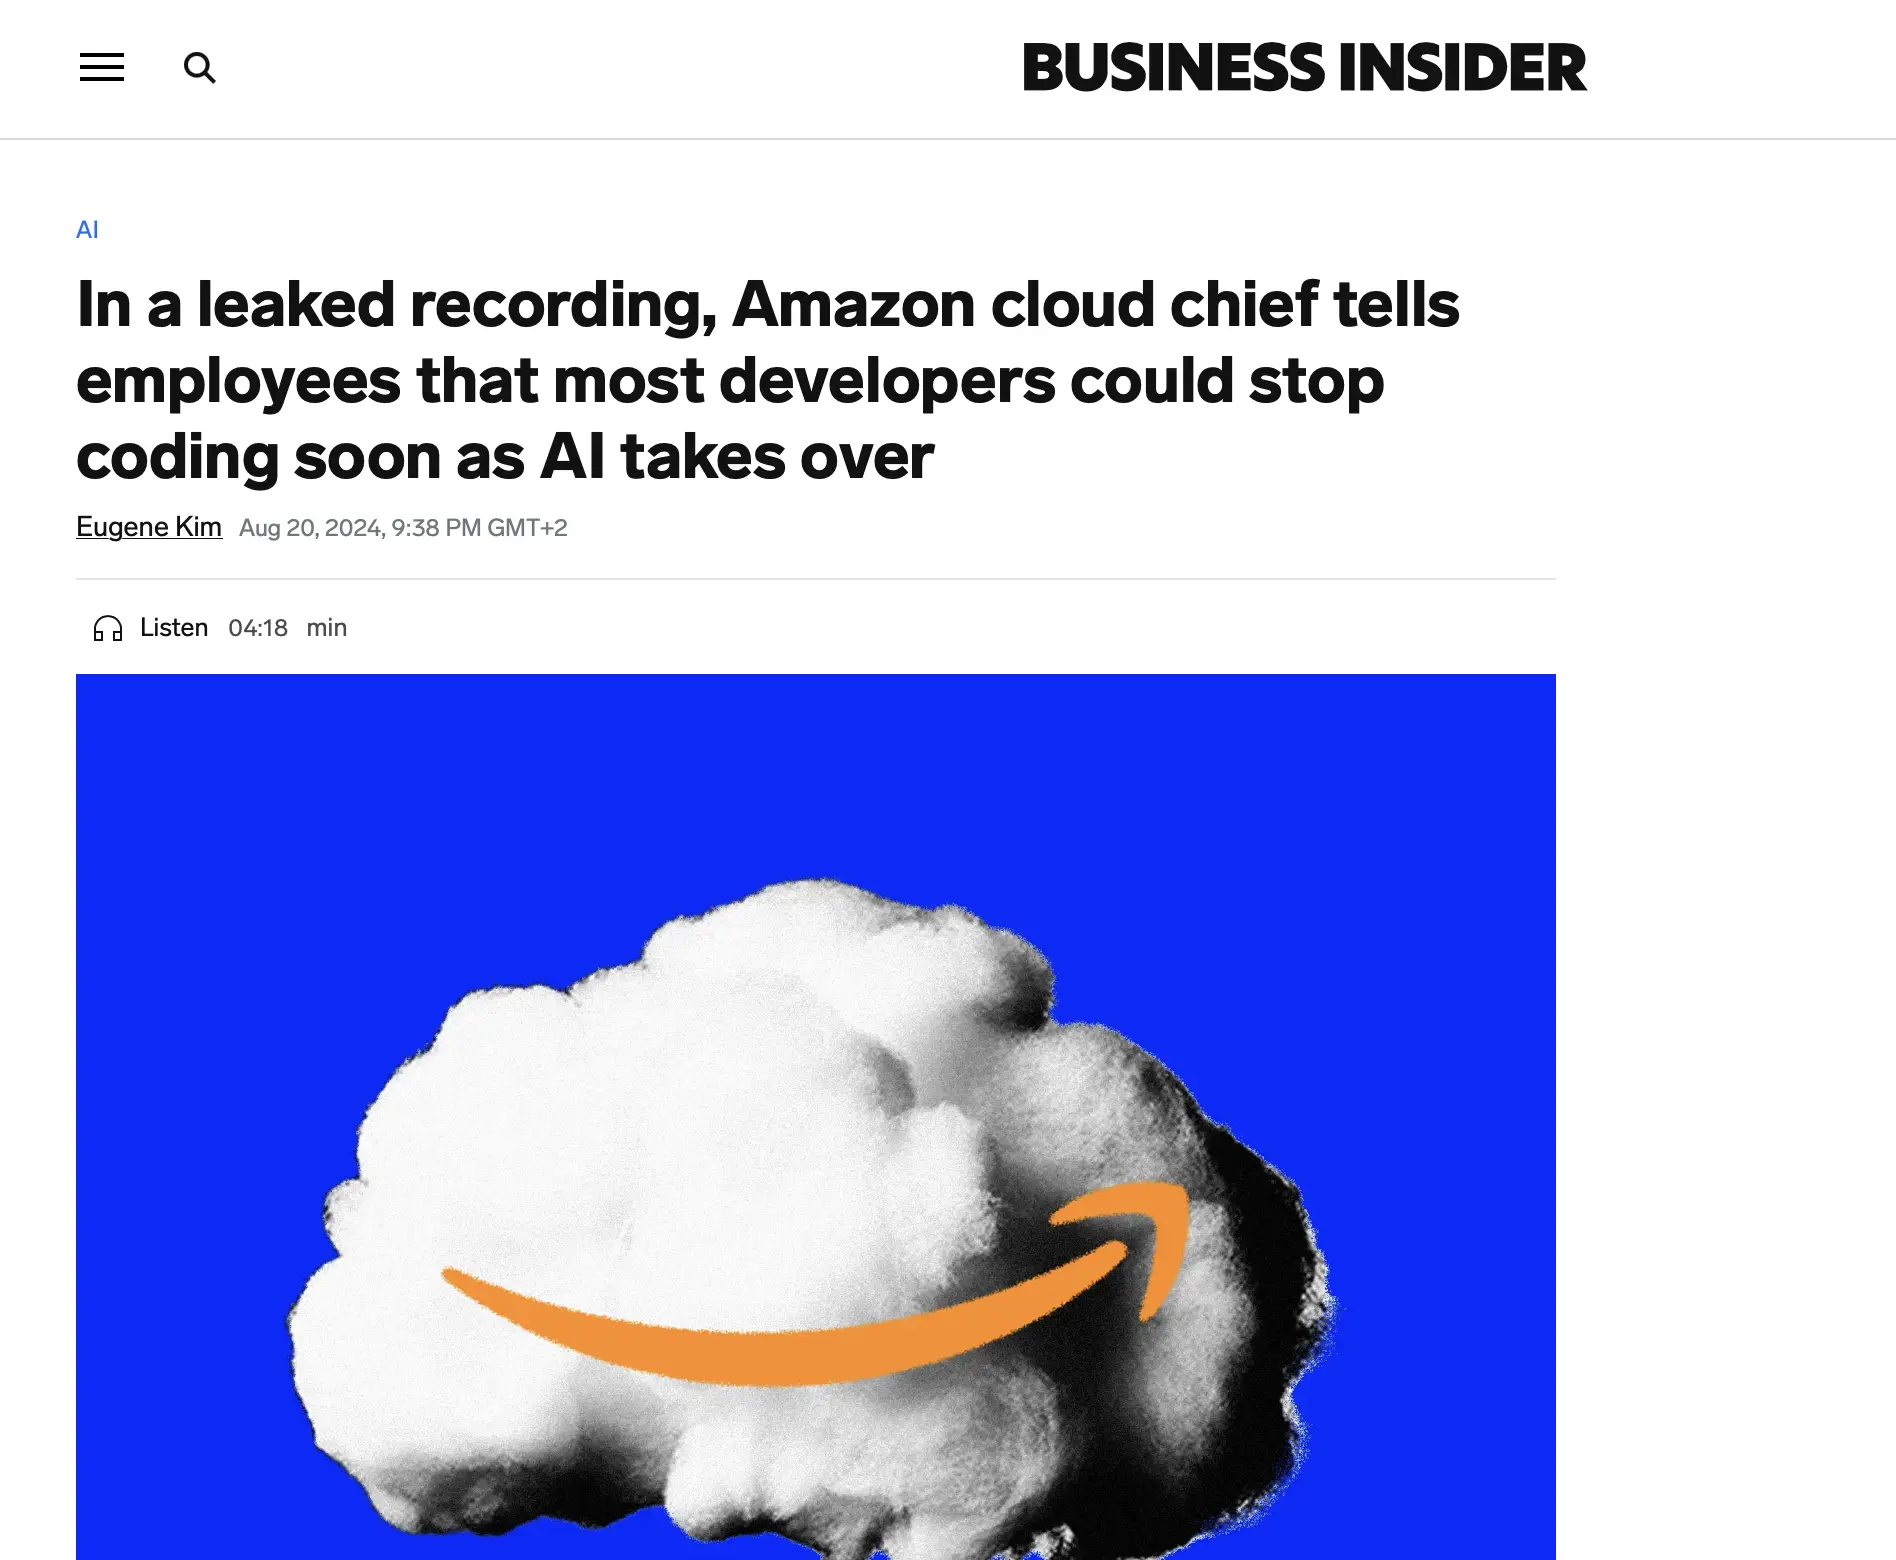 BUSINESS INSIDER
AI
In a leaked recording, Amazon cloud chief tells
employees that most developers could stop
coding soon as AI takes over
Eugene Kim Aug 20, 2024, 9:38 PM GMT+2
Listen 04:18 min